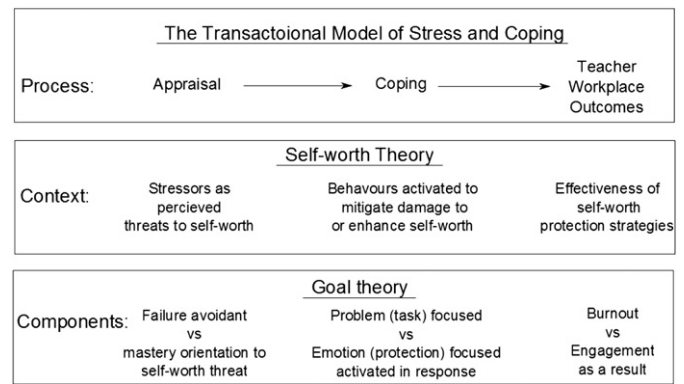 The Transactoional Model of Stress and Coping
Process: Appraisal Coping Teacher
Workplace
Outcomes
Self-worth Theory
Context: Stressors as
percieved
threats to self-worth
Behavours activated to
mitigate damage to
or enhance self-worth
Effectiveness of
self-worth
protection strategies
Goal theory
Components: Failure avoidant
vs
mastery orientation to
self-worth threat
Problem (task) focused
vs
Emotion (protection) focused
activated in response
Burnout
vs
Engagement
as a result